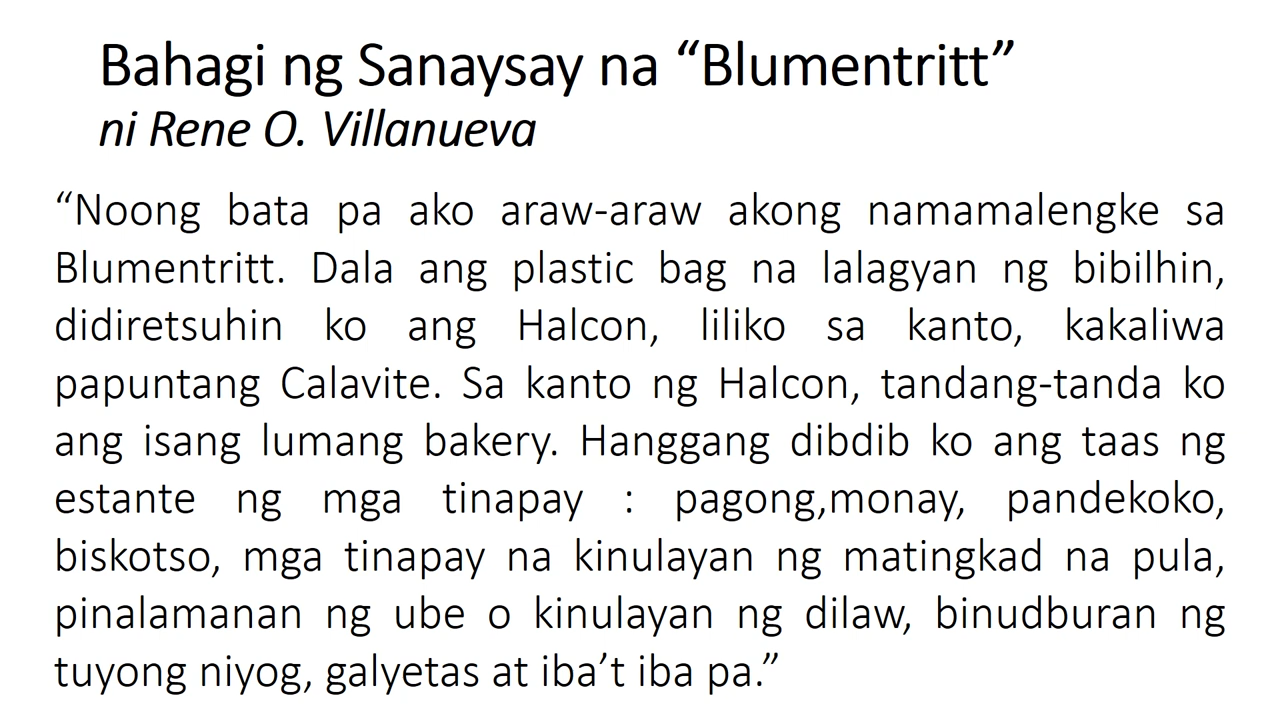 Bahagi ng Sanaysay na “Blumentritt”
ni Rene O. Villanueva
“Noong bata pa ako araw-araw akong namamalengke sa
Blumentritt. Dala ang plastic bag na lalagyan ng bibilhin,
didiretsuhin ko ang Halcon, liliko sa kanto, kakaliwa
papuntang Calavite. Sa kanto ng Halcon, tandang-tanda ko
ang isang lumang bakery. Hanggang dibdib ko ang taas ng
estante ng mga tinapay : pagong,monay, pandekoko,
biskotso, mga tinapay na kinulayan ng matingkad na pula,
pinalamanan ng ube o kinulayan ng dilaw, binudburan ng
tuyong niyog, galyetas at iba’t iba pa.”